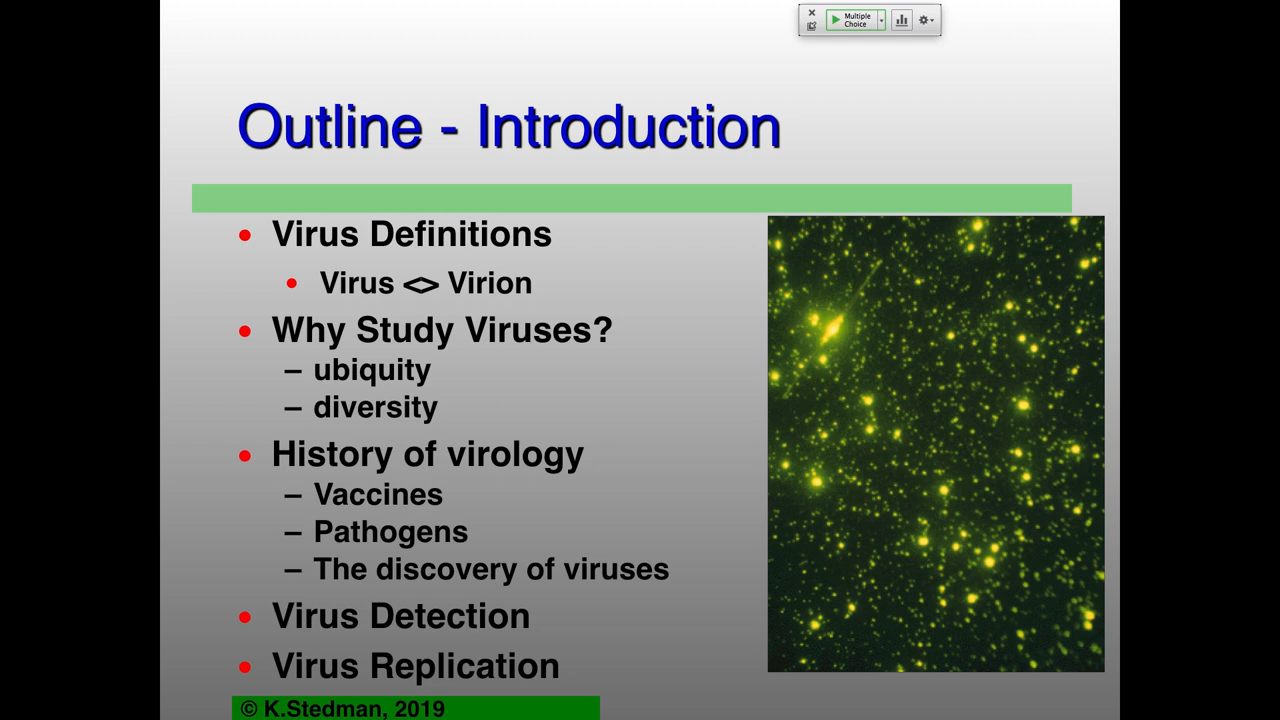 Multiple
Choice
Outline - Introduction
• Virus Definitions
• Virus <> Virion
• Why Study Viruses?
– ubiquity
– diversity
• History of virology
– Vaccines
– Pathogens
– The discovery of viruses
• Virus Detection
• Virus Replication
© K.Stedman, 2019